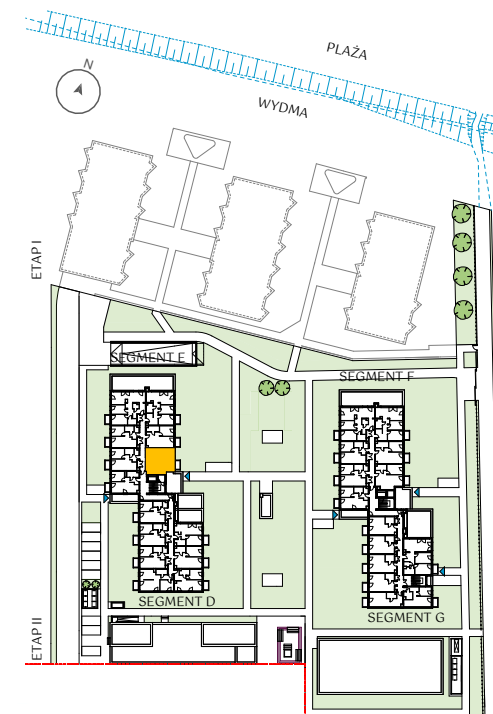 PLAŻA
WYDMA
N
ETAP I
SEGMENT E
SEGMENT F
SEGMENT D
SEGMENT G
ETAP II